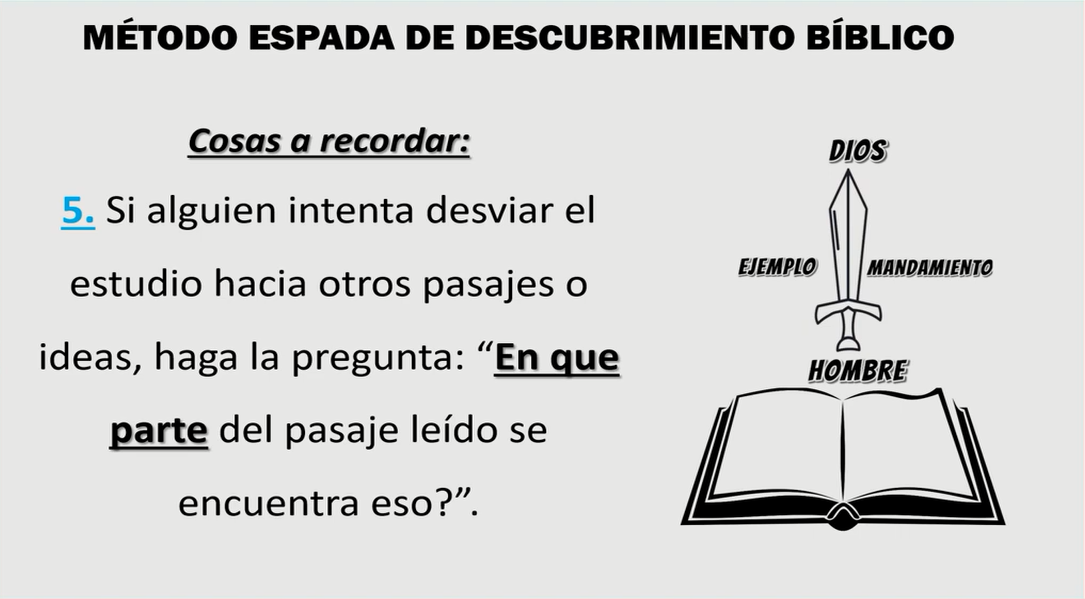 MÉTODO ESPADA DE DESCUBRIMIENTO BÍBLICO
Cosas a recordar:
5. Si alguien intenta desviar el
estudio hacia otros pasajes o
ideas, haga la pregunta: “En que
parte del pasaje leído se
encuentra eso?”.
DIOS
EJEMPLO
MANDAMIENTO
HOMBRE